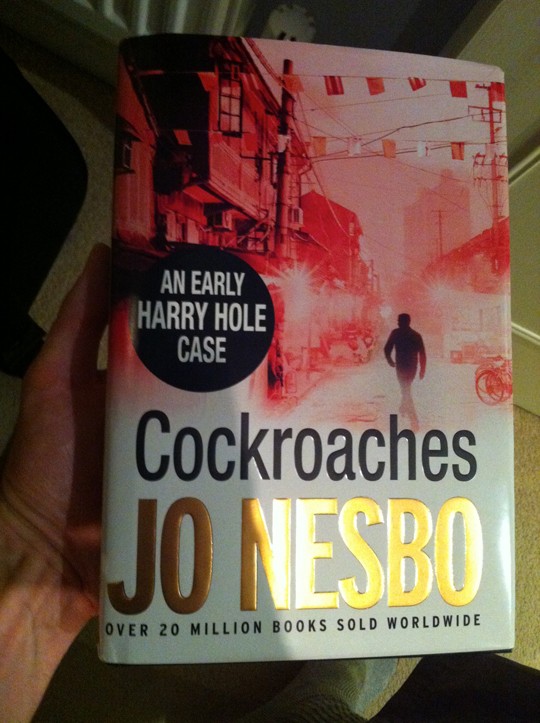 AN EARLY
HARRY HOLE
CASE
Cockroaches
JO NESBO
OVER 20 MILLION BOOKS SOLD WORLDWIDE